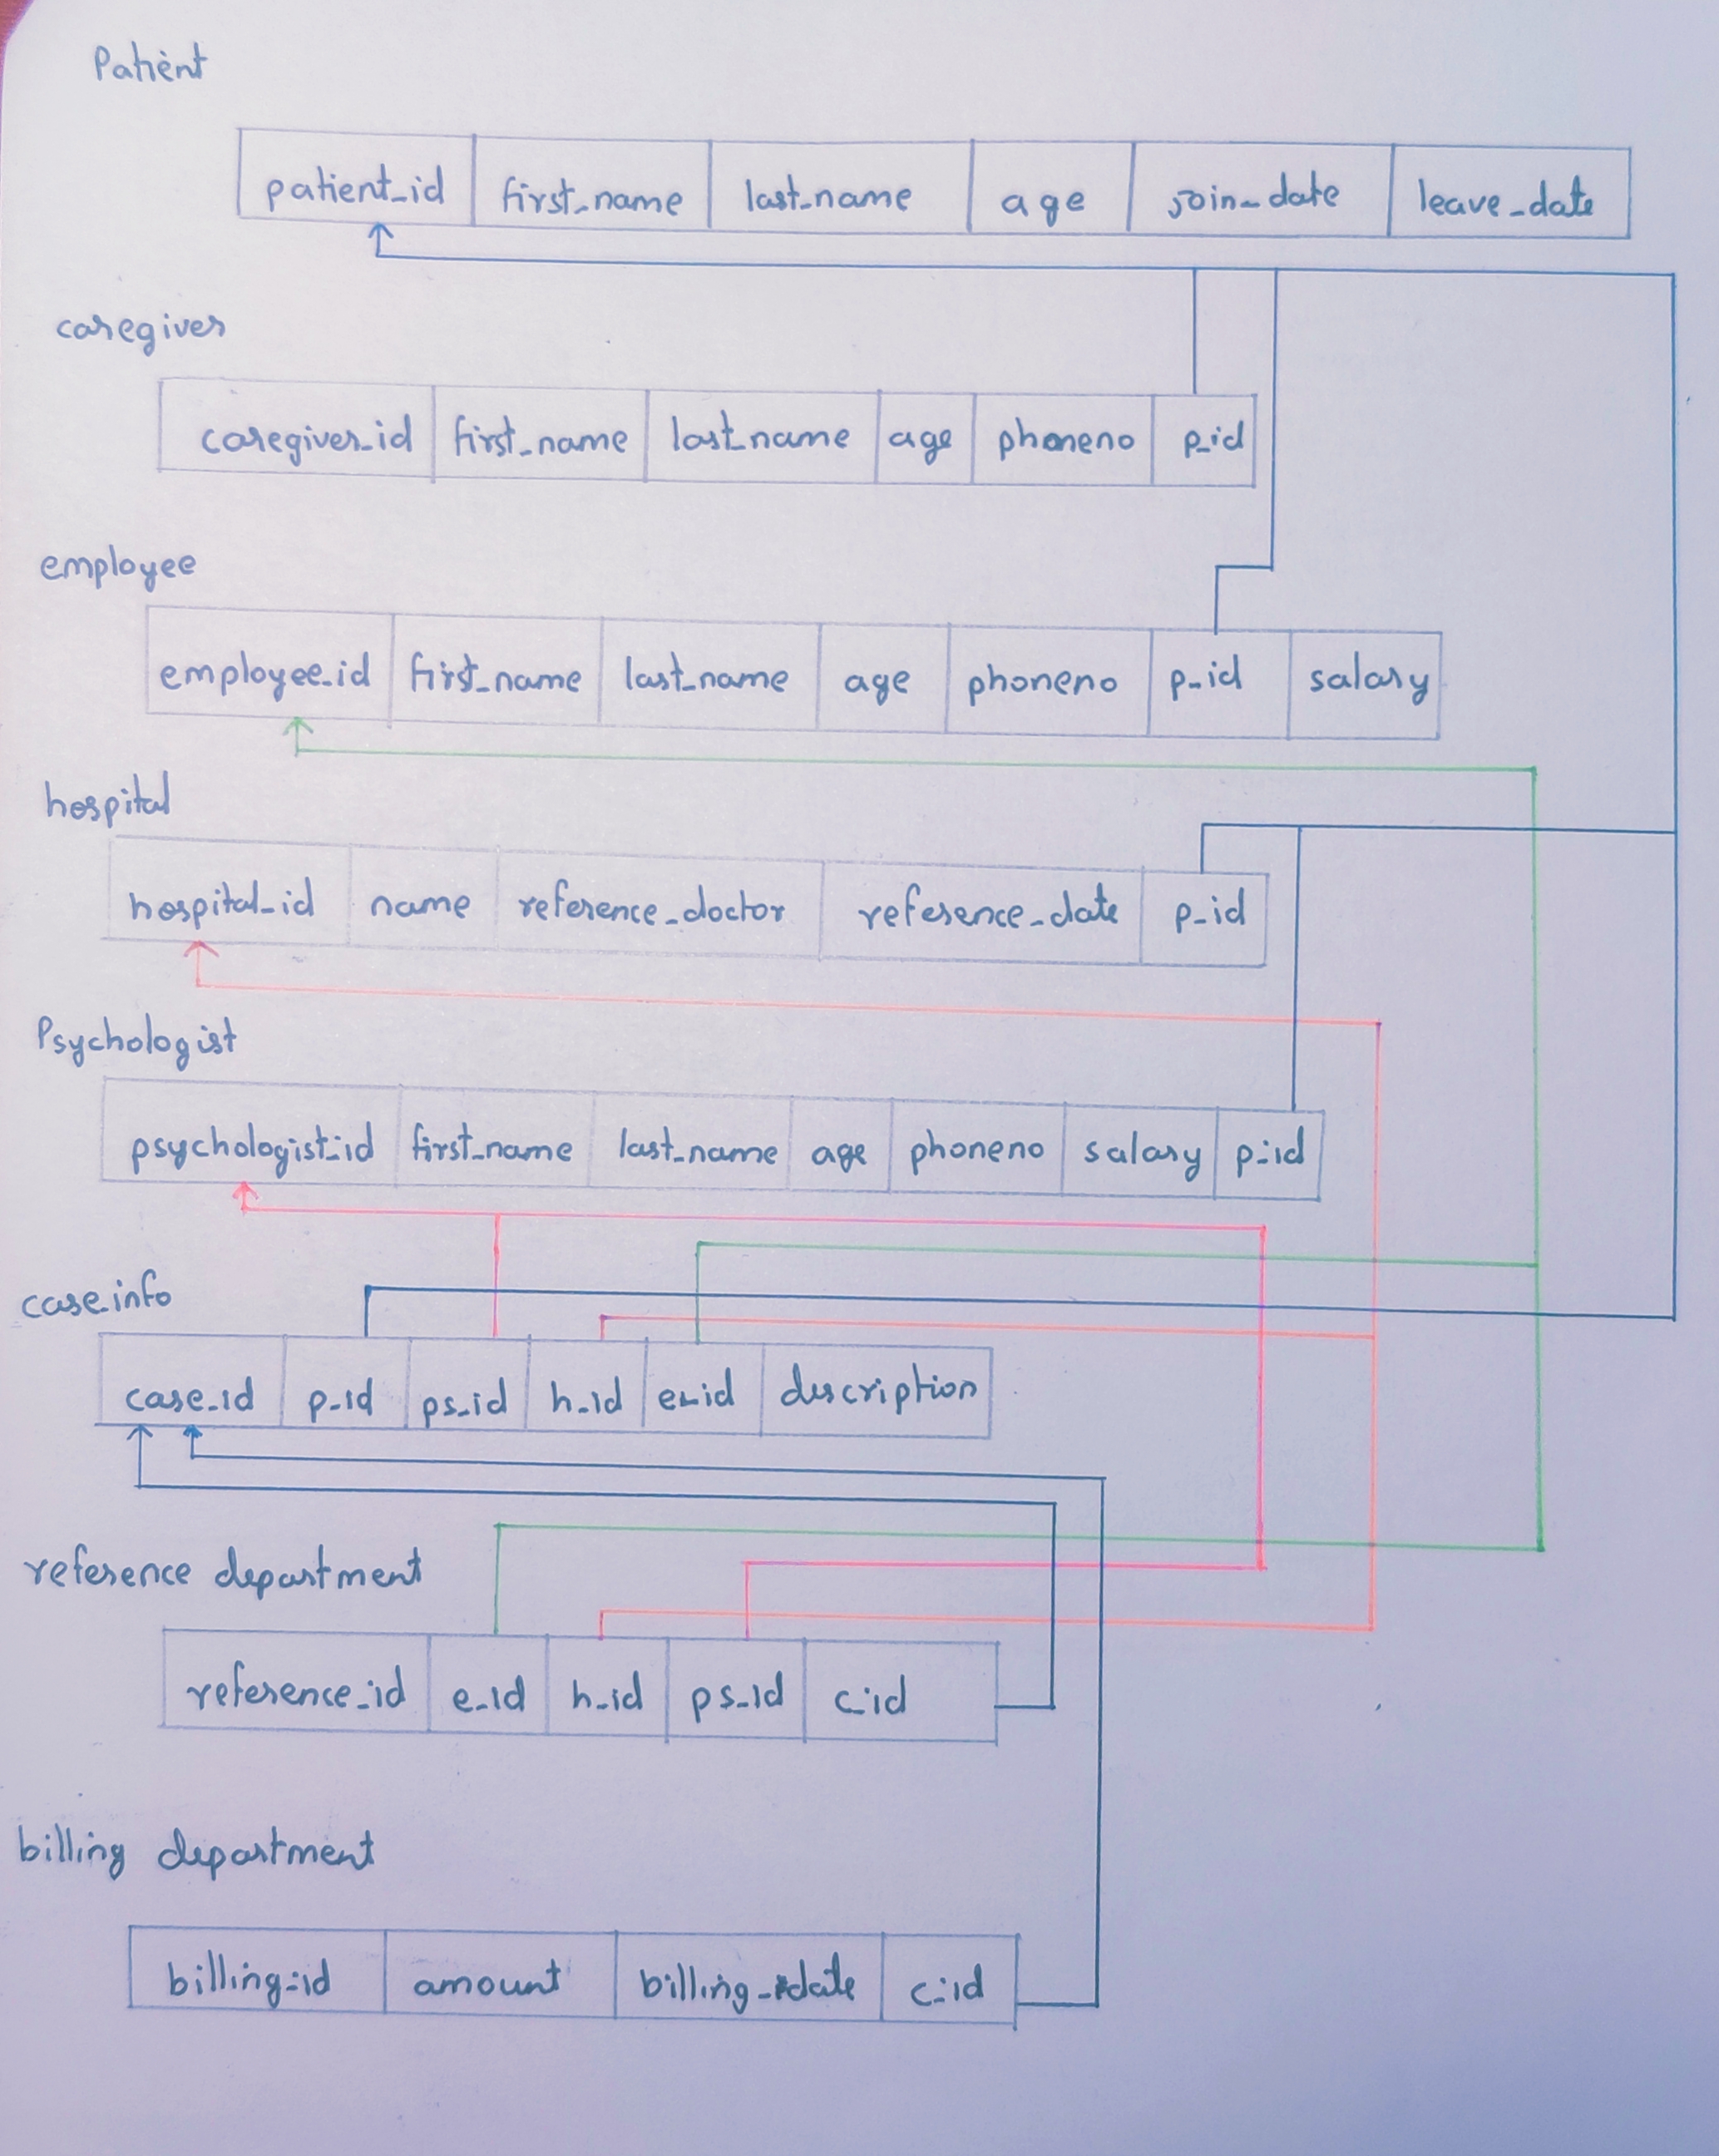 Patient
patient_id first_name last_name age join_date leave_date
caregiver
caregiver_id first_name last_name age phoneno p_id
employee
employee_id first_name last_name age phoneno p_id salary
hospital
hospital_id name reference_doctor reference_date p_id
Psychologist
psychologist_id first_name last_name age phoneno salary p_id
case_info
case_id p_id ps_id h_id e_id description
reference department
reference_id e_id h_id ps_id c_id
billing department
billing_id amount billing_date c_id